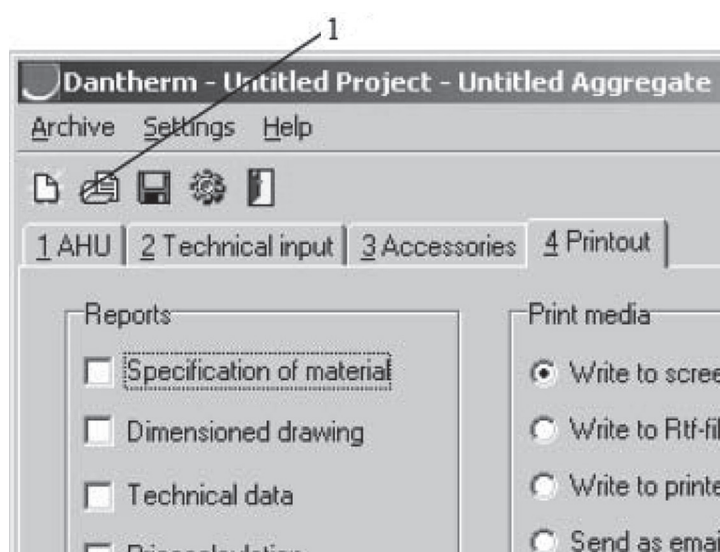 1
Dantherm - Untitled Project - Untitled Aggregate
Archive Settings Help
1 AHU 2 Technical input 3 Accessories 4 Printout
Reports Print media
Specification of material Write to scree
Dimensioned drawing Write to Rtf-fil
Technical data Write to printe
Send as emai